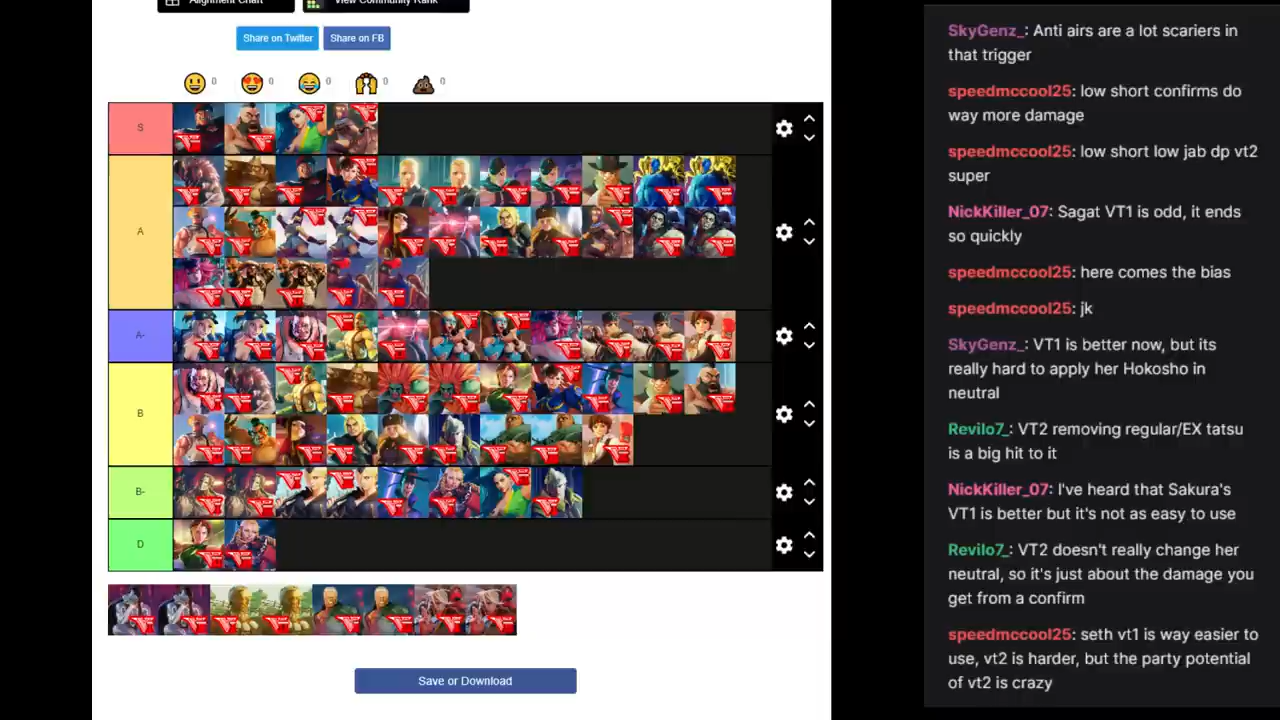 Alignment Chart
View Community Rank
Share on Twitter
Share on FB
0
0
0
0
0
S
A
A-
B
B-
D
Save or Download
SkyGenz_: Anti airs are a lot scariers in
that trigger
speedmccool25: low short confirms do
way more damage
speedmccool25: low short low jab dp vt2
super
NickKiller_07: Sagat VT1 is odd, it ends
so quickly
speedmccool25: here comes the bias
speedmccool25: jk
SkyGenz_: VT1 is better now, but its
really hard to apply her Hokosho in
neutral
Revilo7_: VT2 removing regular/EX tatsu
is a big hit to it
NickKiller_07: I've heard that Sakura's
VT1 is better but it's not as easy to use
Revilo7_: VT2 doesn't really change her
neutral, so it's just about the damage you
get from a confirm
speedmccool25: seth vt1 is way easier to
use, vt2 is harder, but the party potential
of vt2 is crazy